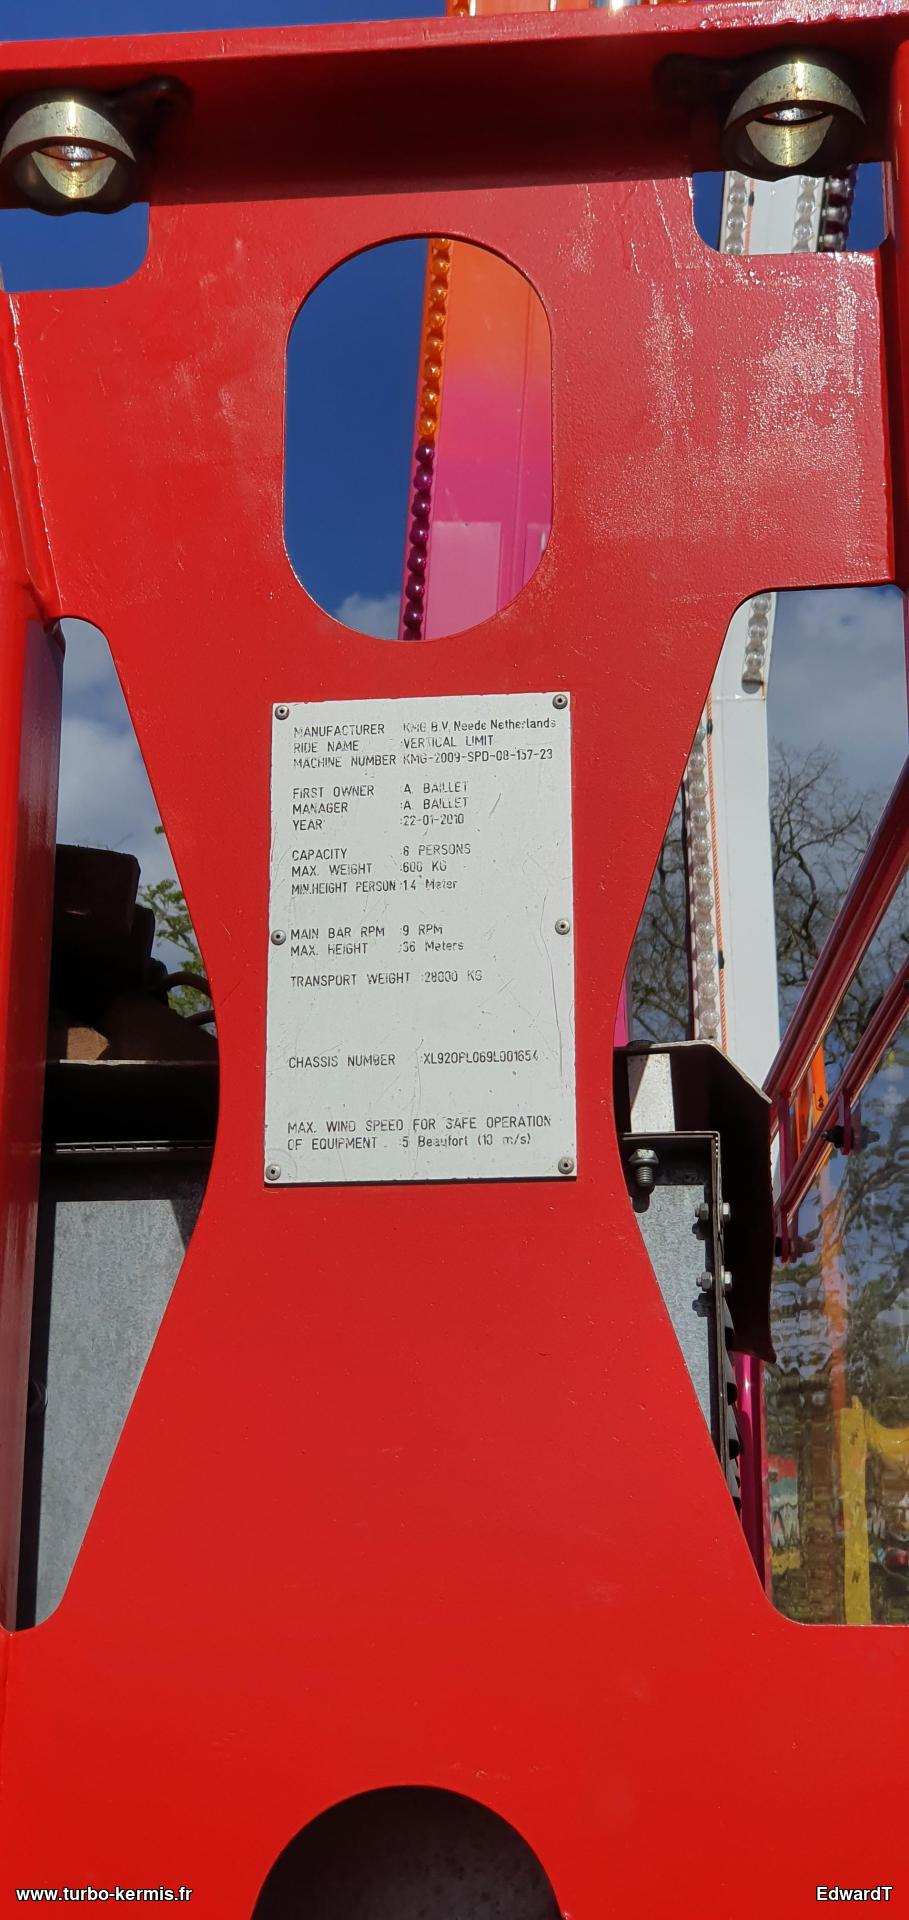 MANUFACTURER :KMG B.V. Neede Netherlands
RIDE NAME :VERTICAL LIMIT
MACHINE NUMBER :KMG-2009-SPD-08-157-23
FIRST OWNER :A. BAILLET
MANAGER :A. BAILLET
YEAR :22-01-2010
CAPACITY :8 PERSONS
MAX. WEIGHT :600 KG
MIN.HEIGHT PERSON :1.4 Meter
MAIN BAR RPM :9 RPM
MAX. HEIGHT :36 Meters
TRANSPORT WEIGHT :28000 KG
CHASSIS NUMBER :XL920PL069L001654
MAX. WIND SPEED FOR SAFE OPERATION
OF EQUIPMENT : 5 Beaufort (10 m/s)
www.turbo-kermis.fr
EdwardT